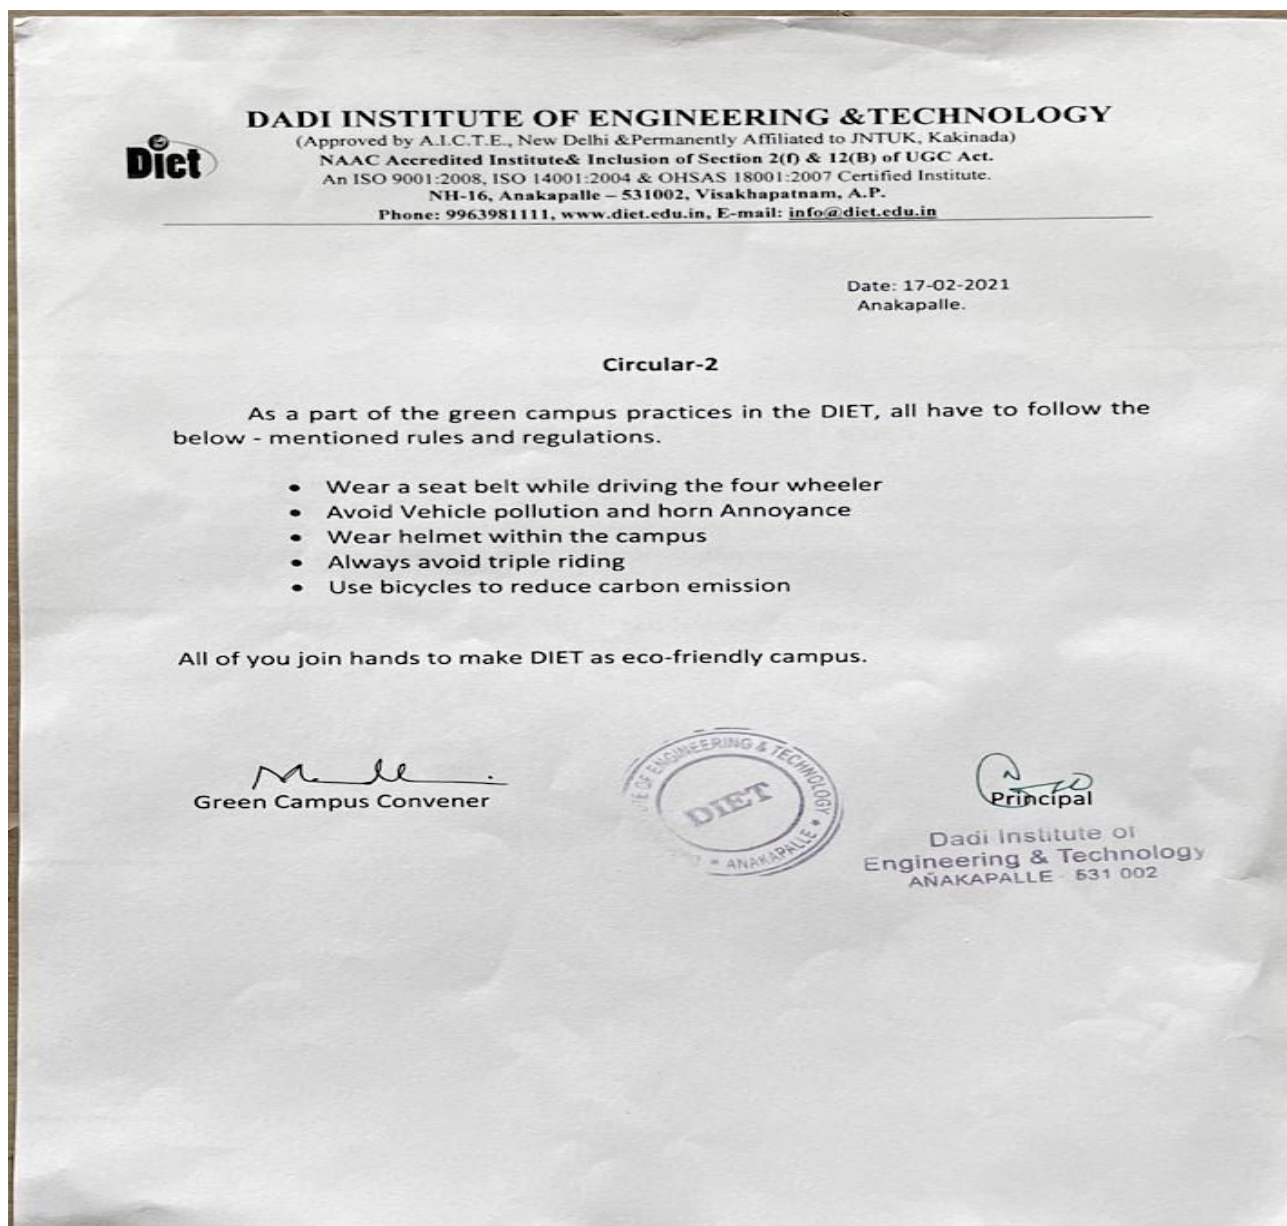 Diet
DADI INSTITUTE OF ENGINEERING &TECHNOLOGY
(Approved by A.I.C.T.E., New Delhi &Permanently Affiliated to JNTUK, Kakinada)
NAAC Accredited Institute& Inclusion of Section 2(f) & 12(B) of UGC Act.
An ISO 9001:2008, ISO 14001:2004 & OHSAS 18001:2007 Certified Institute.
NH-16, Anakapalle – 531002, Visakhapatnam, A.P.
Phone: 9963981111, www.diet.edu.in, E-mail: info@diet.edu.in
Date: 17-02-2021
Anakapalle.
Circular-2
As a part of the green campus practices in the DIET, all have to follow the
below - mentioned rules and regulations.
• Wear a seat belt while driving the four wheeler
• Avoid Vehicle pollution and horn Annoyance
• Wear helmet within the campus
• Always avoid triple riding
• Use bicycles to reduce carbon emission
All of you join hands to make DIET as eco-friendly campus.
Green Campus Convener
OF ENGINEERING & TECHNOLOGY
DIET
* ANAKAPALLE *
Principal
Dadi Institute of
Engineering & Technology
ANAKAPALLE - 531 002